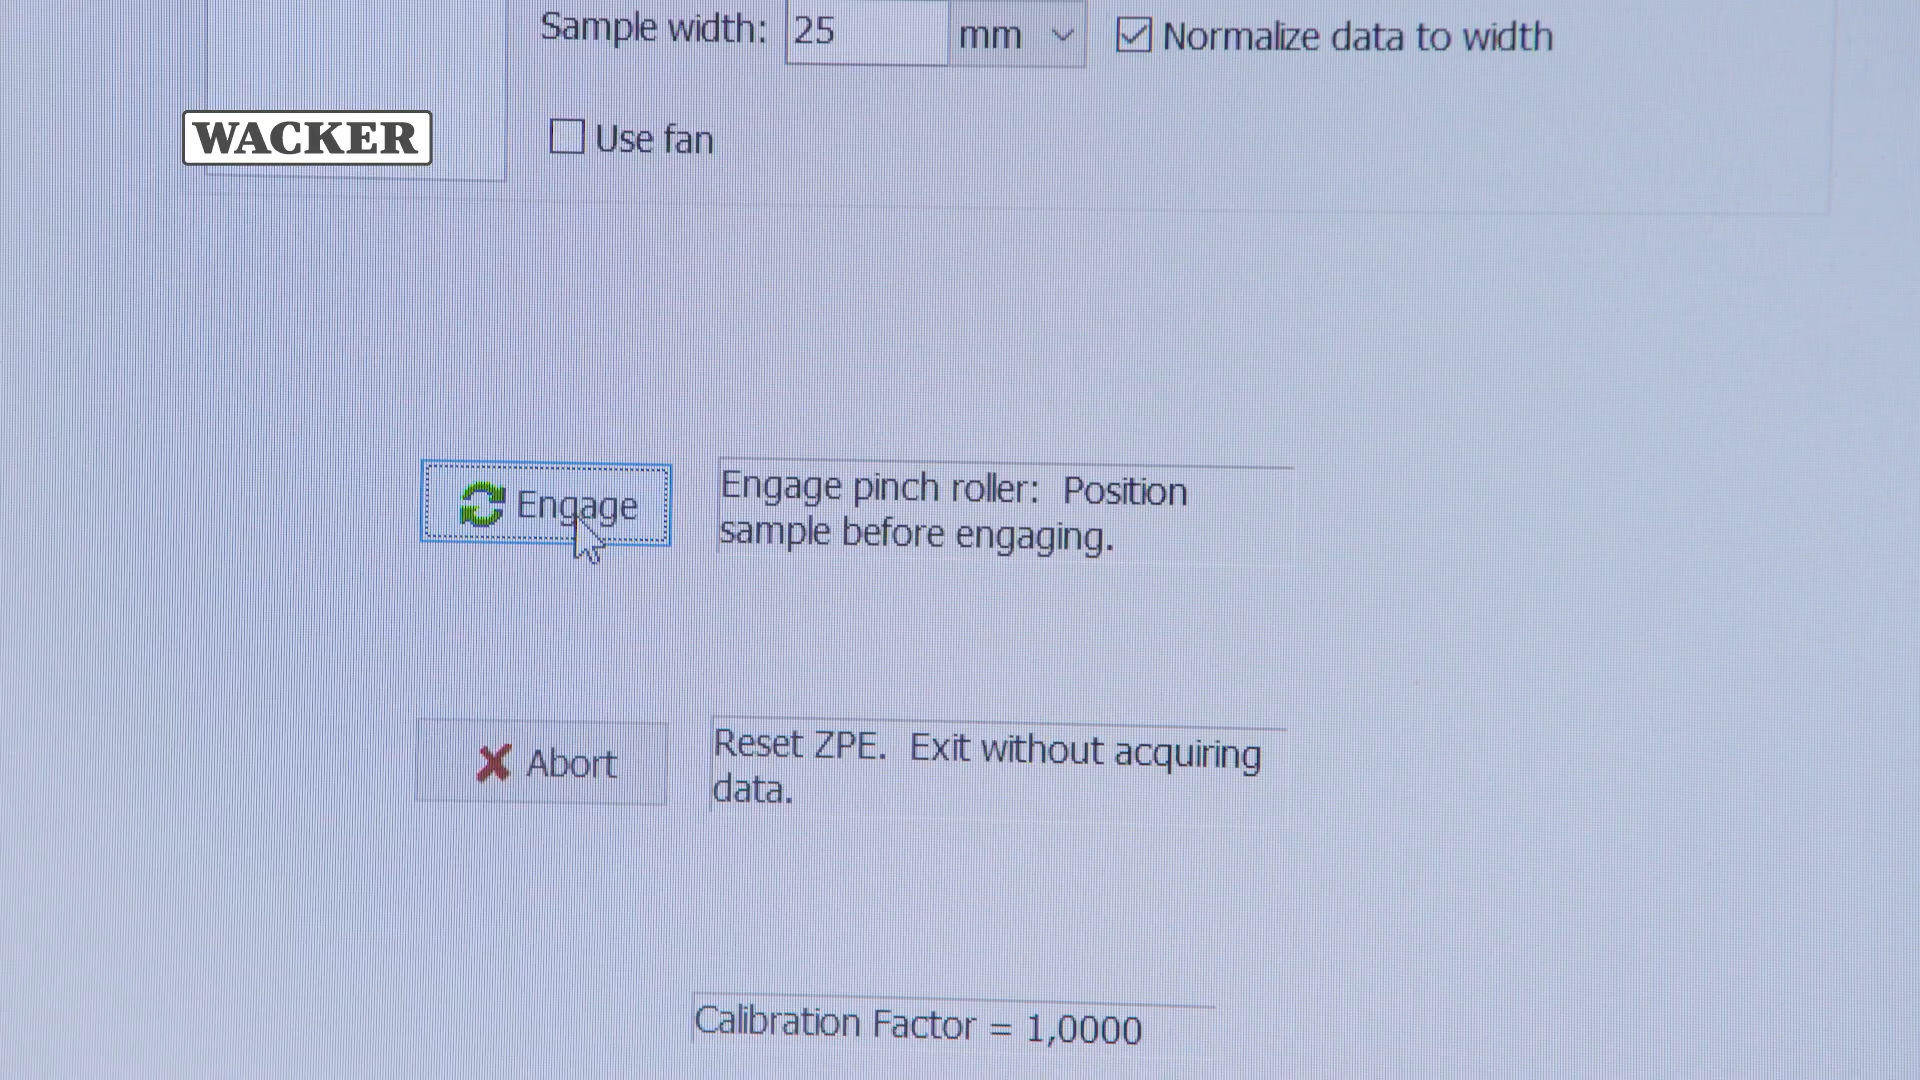 Sample width: 25 mm Normalize data to width
WACKER
Use fan
Engage
Engage pinch roller: Position
sample before engaging.
Abort
Reset ZPE. Exit without acquiring
data.
Calibration Factor = 1,0000